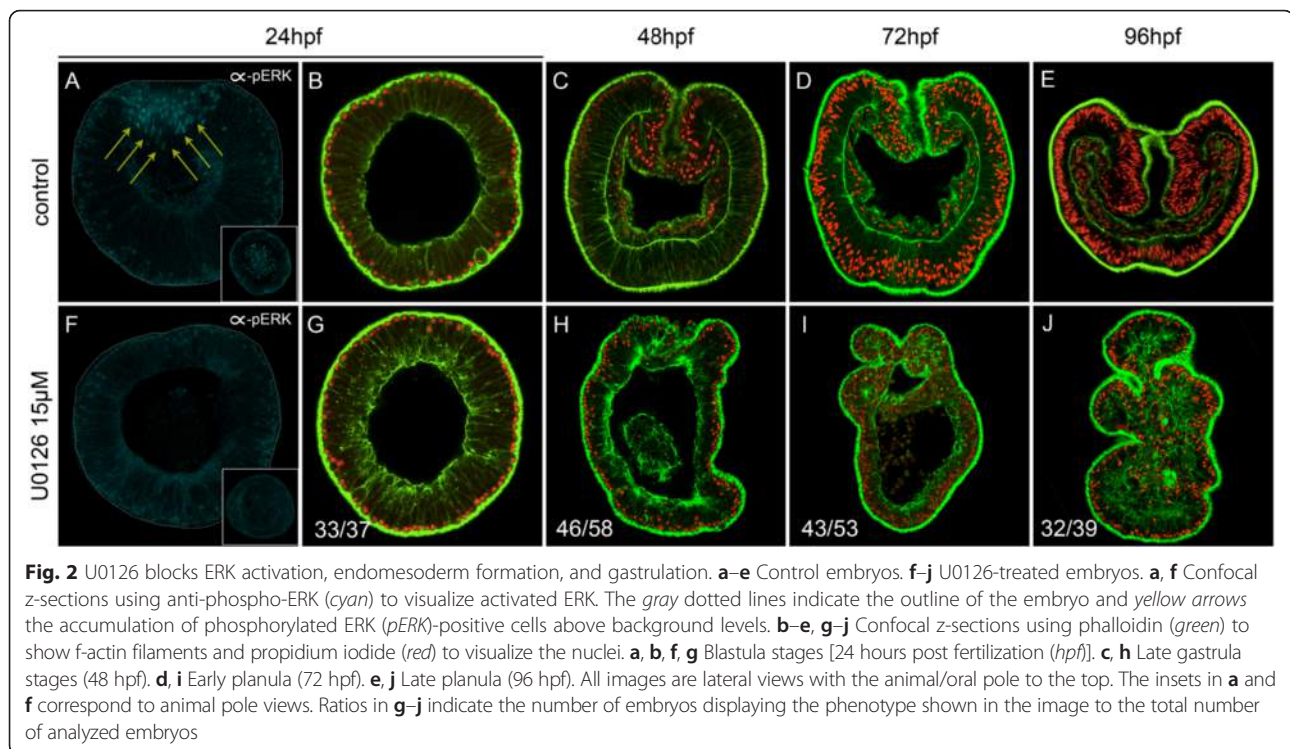 24hpf
48hpf
72hpf
96hpf
control
A
∝-pERK
B
C
D
E
U0126 15µM
F
∝-pERK
G
33/37
H
46/58
I
43/53
J
32/39
Fig. 2 U0126 blocks ERK activation, endomesoderm formation, and gastrulation. a–e Control embryos. f–j U0126-treated embryos. a, f Confocal
z-sections using anti-phospho-ERK (cyan) to visualize activated ERK. The gray dotted lines indicate the outline of the embryo and yellow arrows
the accumulation of phosphorylated ERK (pERK)-positive cells above background levels. b–e, g–j Confocal z-sections using phalloidin (green) to
show f-actin filaments and propidium iodide (red) to visualize the nuclei. a, b, f, g Blastula stages [24 hours post fertilization (hpf)]. c, h Late gastrula
stages (48 hpf). d, i Early planula (72 hpf). e, j Late planula (96 hpf). All images are lateral views with the animal/oral pole to the top. The insets in a and
f correspond to animal pole views. Ratios in g–j indicate the number of embryos displaying the phenotype shown in the image to the total number
of analyzed embryos